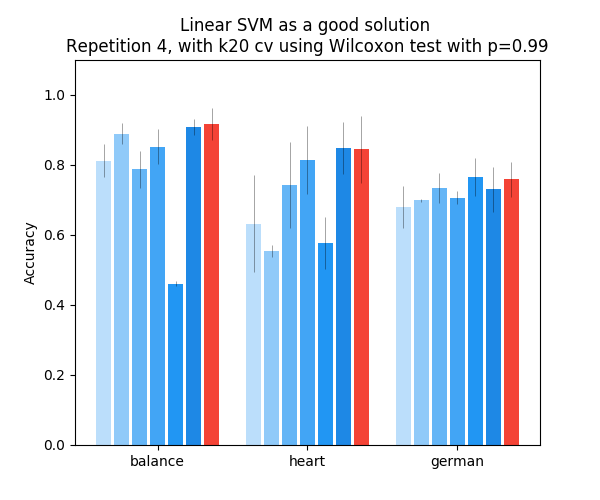 Linear SVM as a good solution
Repetition 4, with k20 cv using Wilcoxon test with p=0.99
1.0
0.8
0.6
0.4
0.2
0.0
Accuracy
balance
heart
german